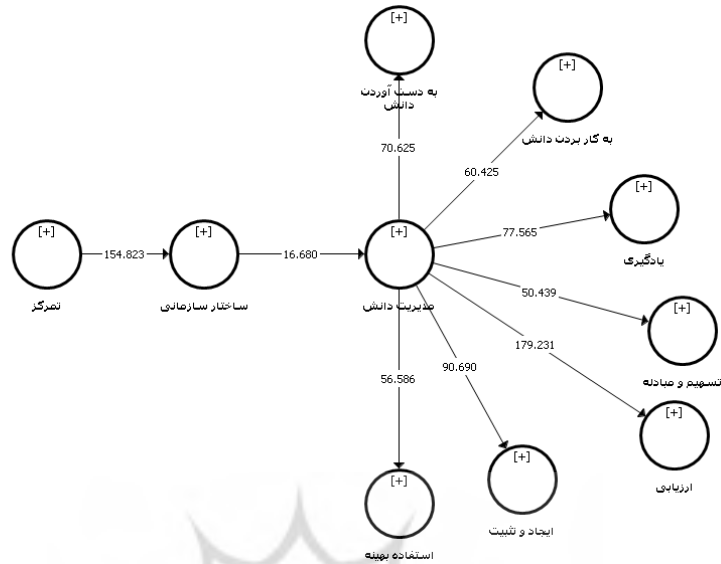 [+]
به دست آوردن
دانش
[+]
به کار بردن دانش
70.625
60.425
[+]
یادگیری
77.565
[+]
تمرکز
154.823
[+]
ساختار سازمانی
16.680
[+]
مدیریت دانش
50.439
[+]
تسهیم و مبادله
179.231
[+]
ارزیابی
56.586
90.690
[+]
ایجاد و تثبیت
[+]
استفاده بهینه